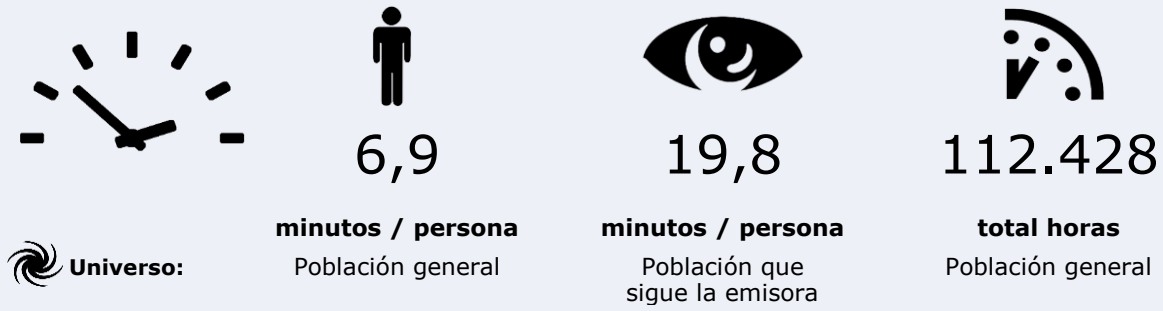 6,9
19,8
112.428
minutos / persona
minutos / persona
total horas
Universo:
Población general
Población que
sigue la emisora
Población general